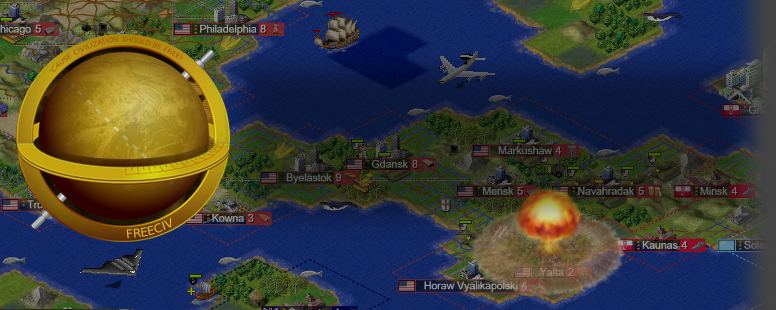 hicago 5
Philadelphia 8
'CAUSE CIVILIZATION SHOULD BE FREE!
Markushaw 4
Gdansk 8
Byelastok 9
Mensk 5
Navahradak 5
Minsk 4
Kowna 3
FREECIV
Kaunas 4
Yalta 2
Horaw Vyalikapolsk